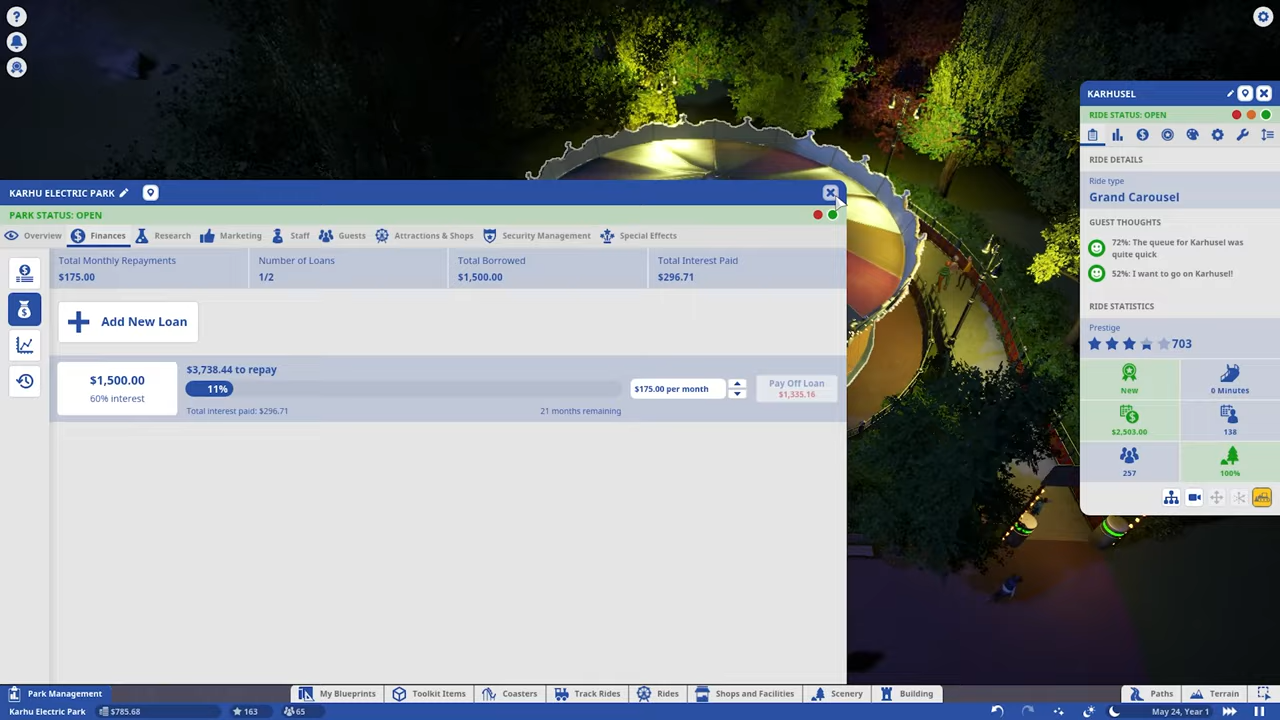 ?
KARHU ELECTRIC PARK
PARK STATUS: OPEN
Overview
Finances
Research
Marketing
Staff
Guests
Attractions & Shops
Security Management
Special Effects
Total Monthly Repayments
$175.00
Number of Loans
1/2
Total Borrowed
$1,500.00
Total Interest Paid
$296.71
Add New Loan
$1,500.00
60% interest
$3,738.44 to repay
11%
Total interest paid: $296.71
21 months remaining
$175.00 per month
Pay Off Loan
$1,335.16
KARHUSEL
RIDE STATUS: OPEN
RIDE DETAILS
Ride type
Grand Carousel
GUEST THOUGHTS
72%: The queue for Karhusel was
quite quick
52%: I want to go on Karhusel!
RIDE STATISTICS
Prestige
703
New
0 Minutes
$2,503.00
138
257
100%
Park Management
My Blueprints
Toolkit Items
Coasters
Track Rides
Rides
Shops and Facilities
Scenery
Building
Paths
Terrain
Karhu Electric Park
$785.68
163
65
May 24, Year 1